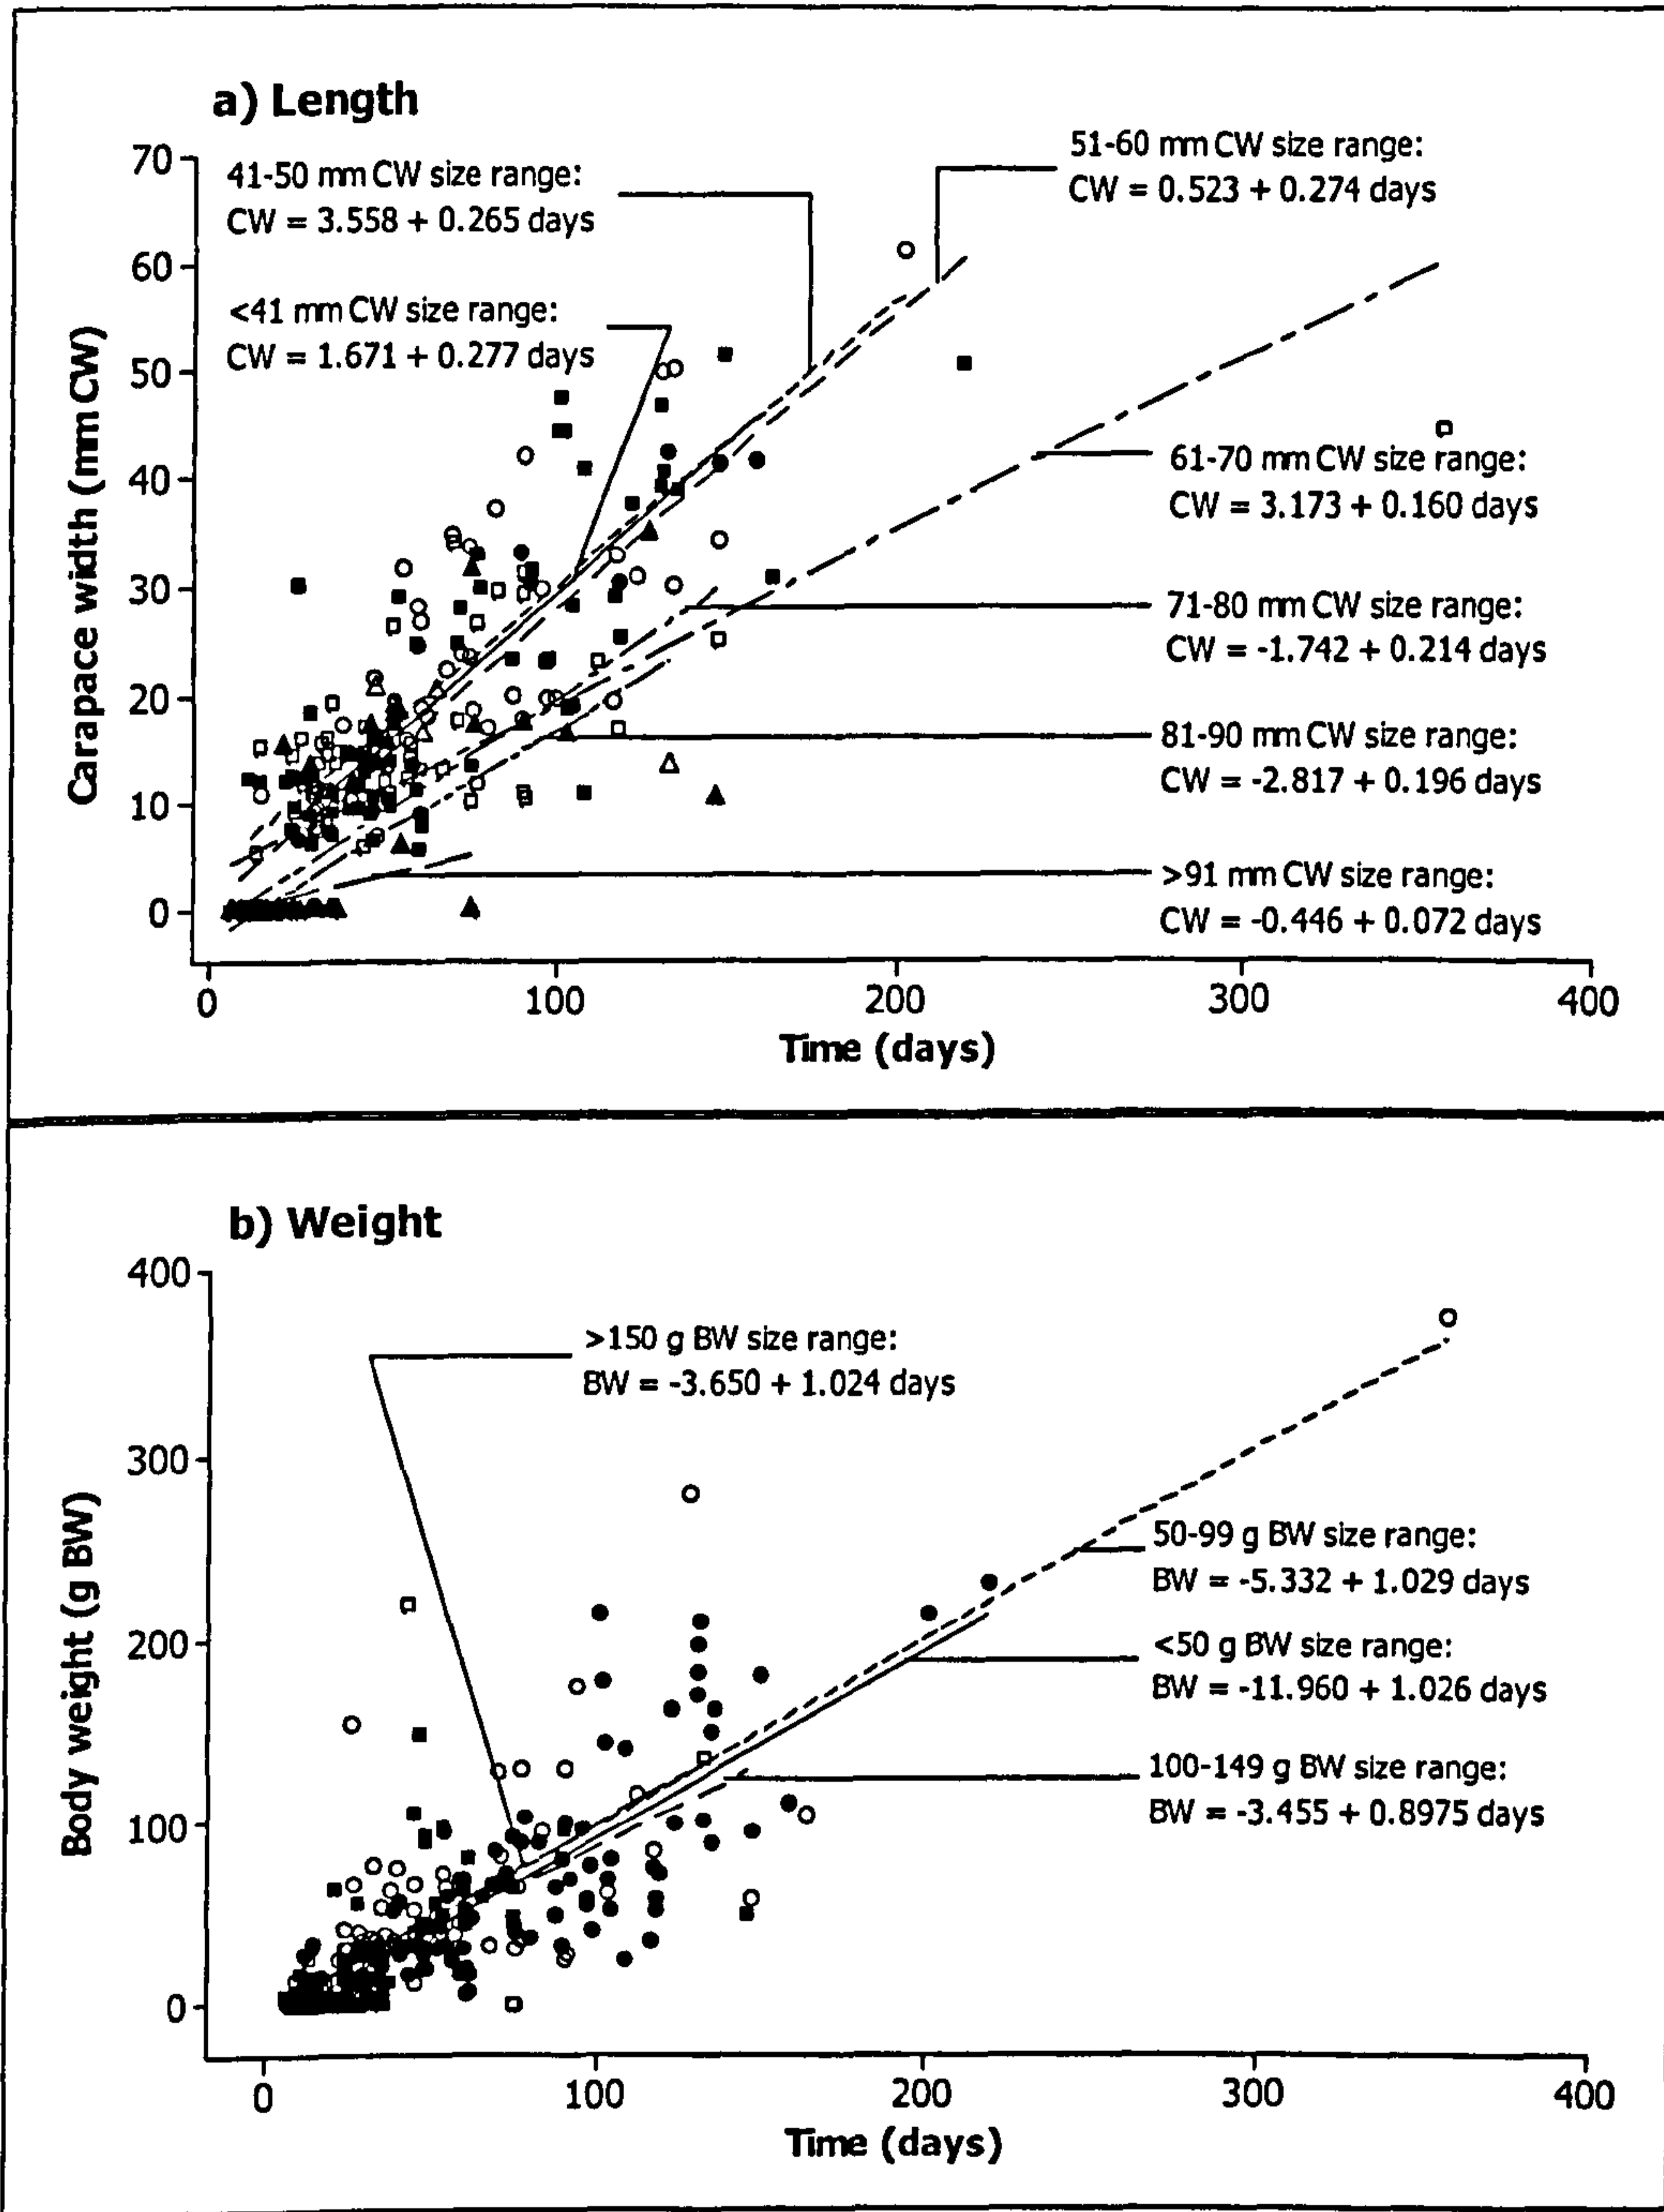 a) Length
70
60
50
40
30
20
10
0
Carapace width (mm CW)
41-50 mm CW size range:
CW = 3.558 + 0.265 days
<41 mm CW size range:
CW = 1.671 + 0.277 days
51-60 mm CW size range:
CW = 0.523 + 0.274 days
61-70 mm CW size range:
CW = 3.173 + 0.160 days
71-80 mm CW size range:
CW = -1.742 + 0.214 days
81-90 mm CW size range:
CW = -2.817 + 0.196 days
>91 mm CW size range:
CW = -0.446 + 0.072 days
0 100 200 300 400
Time (days)
b) Weight
400
300
200
100
0
Body weight (g BW)
>150 g BW size range:
BW = -3.650 + 1.024 days
50-99 g BW size range:
BW = -5.332 + 1.029 days
<50 g BW size range:
BW = -11.960 + 1.026 days
100-149 g BW size range:
BW = -3.455 + 0.8975 days
0 100 200 300 400
Time (days)